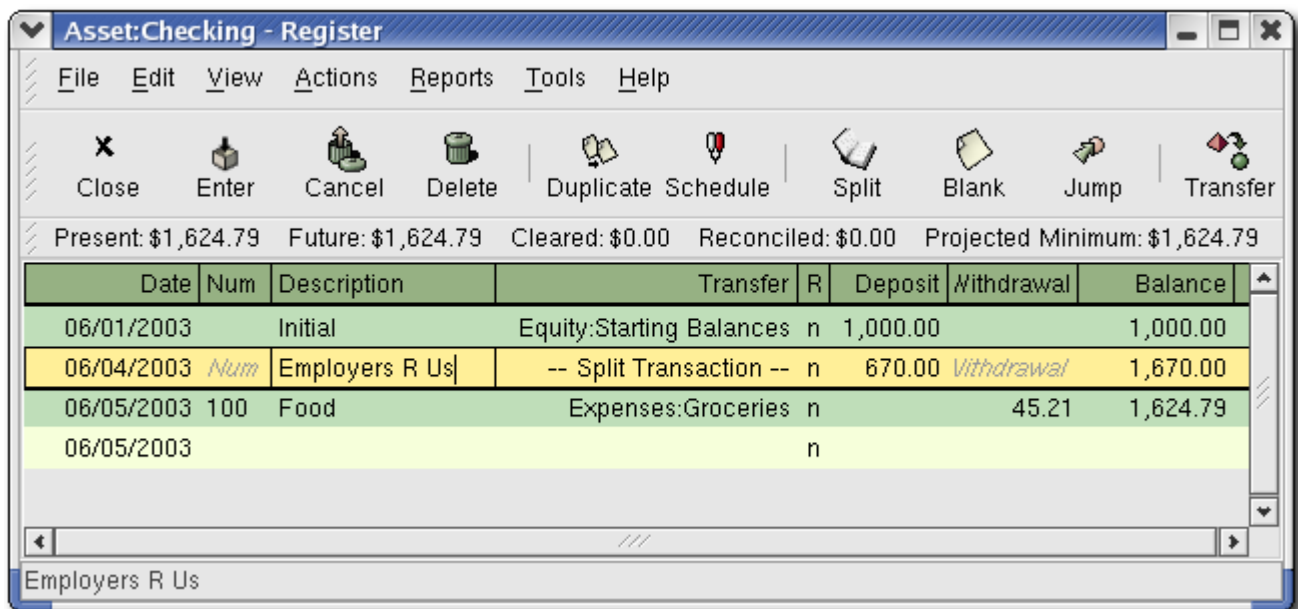 Asset:Checking - Register
File Edit View Actions Reports Tools Help
Close Enter Cancel Delete Duplicate Schedule Split Blank Jump Transfer
Present: $1,624.79 Future: $1,624.79 Cleared: $0.00 Reconciled: $0.00 Projected Minimum: $1,624.79
Date Num Description Transfer R Deposit Withdrawal Balance
06/01/2003 Initial Equity:Starting Balances n 1,000.00 1,000.00
06/04/2003 Num Employers R Us -- Split Transaction -- n 670.00 Withdrawal 1,670.00
06/05/2003 100 Food Expenses:Groceries n 45.21 1,624.79
06/05/2003 n
Employers R Us